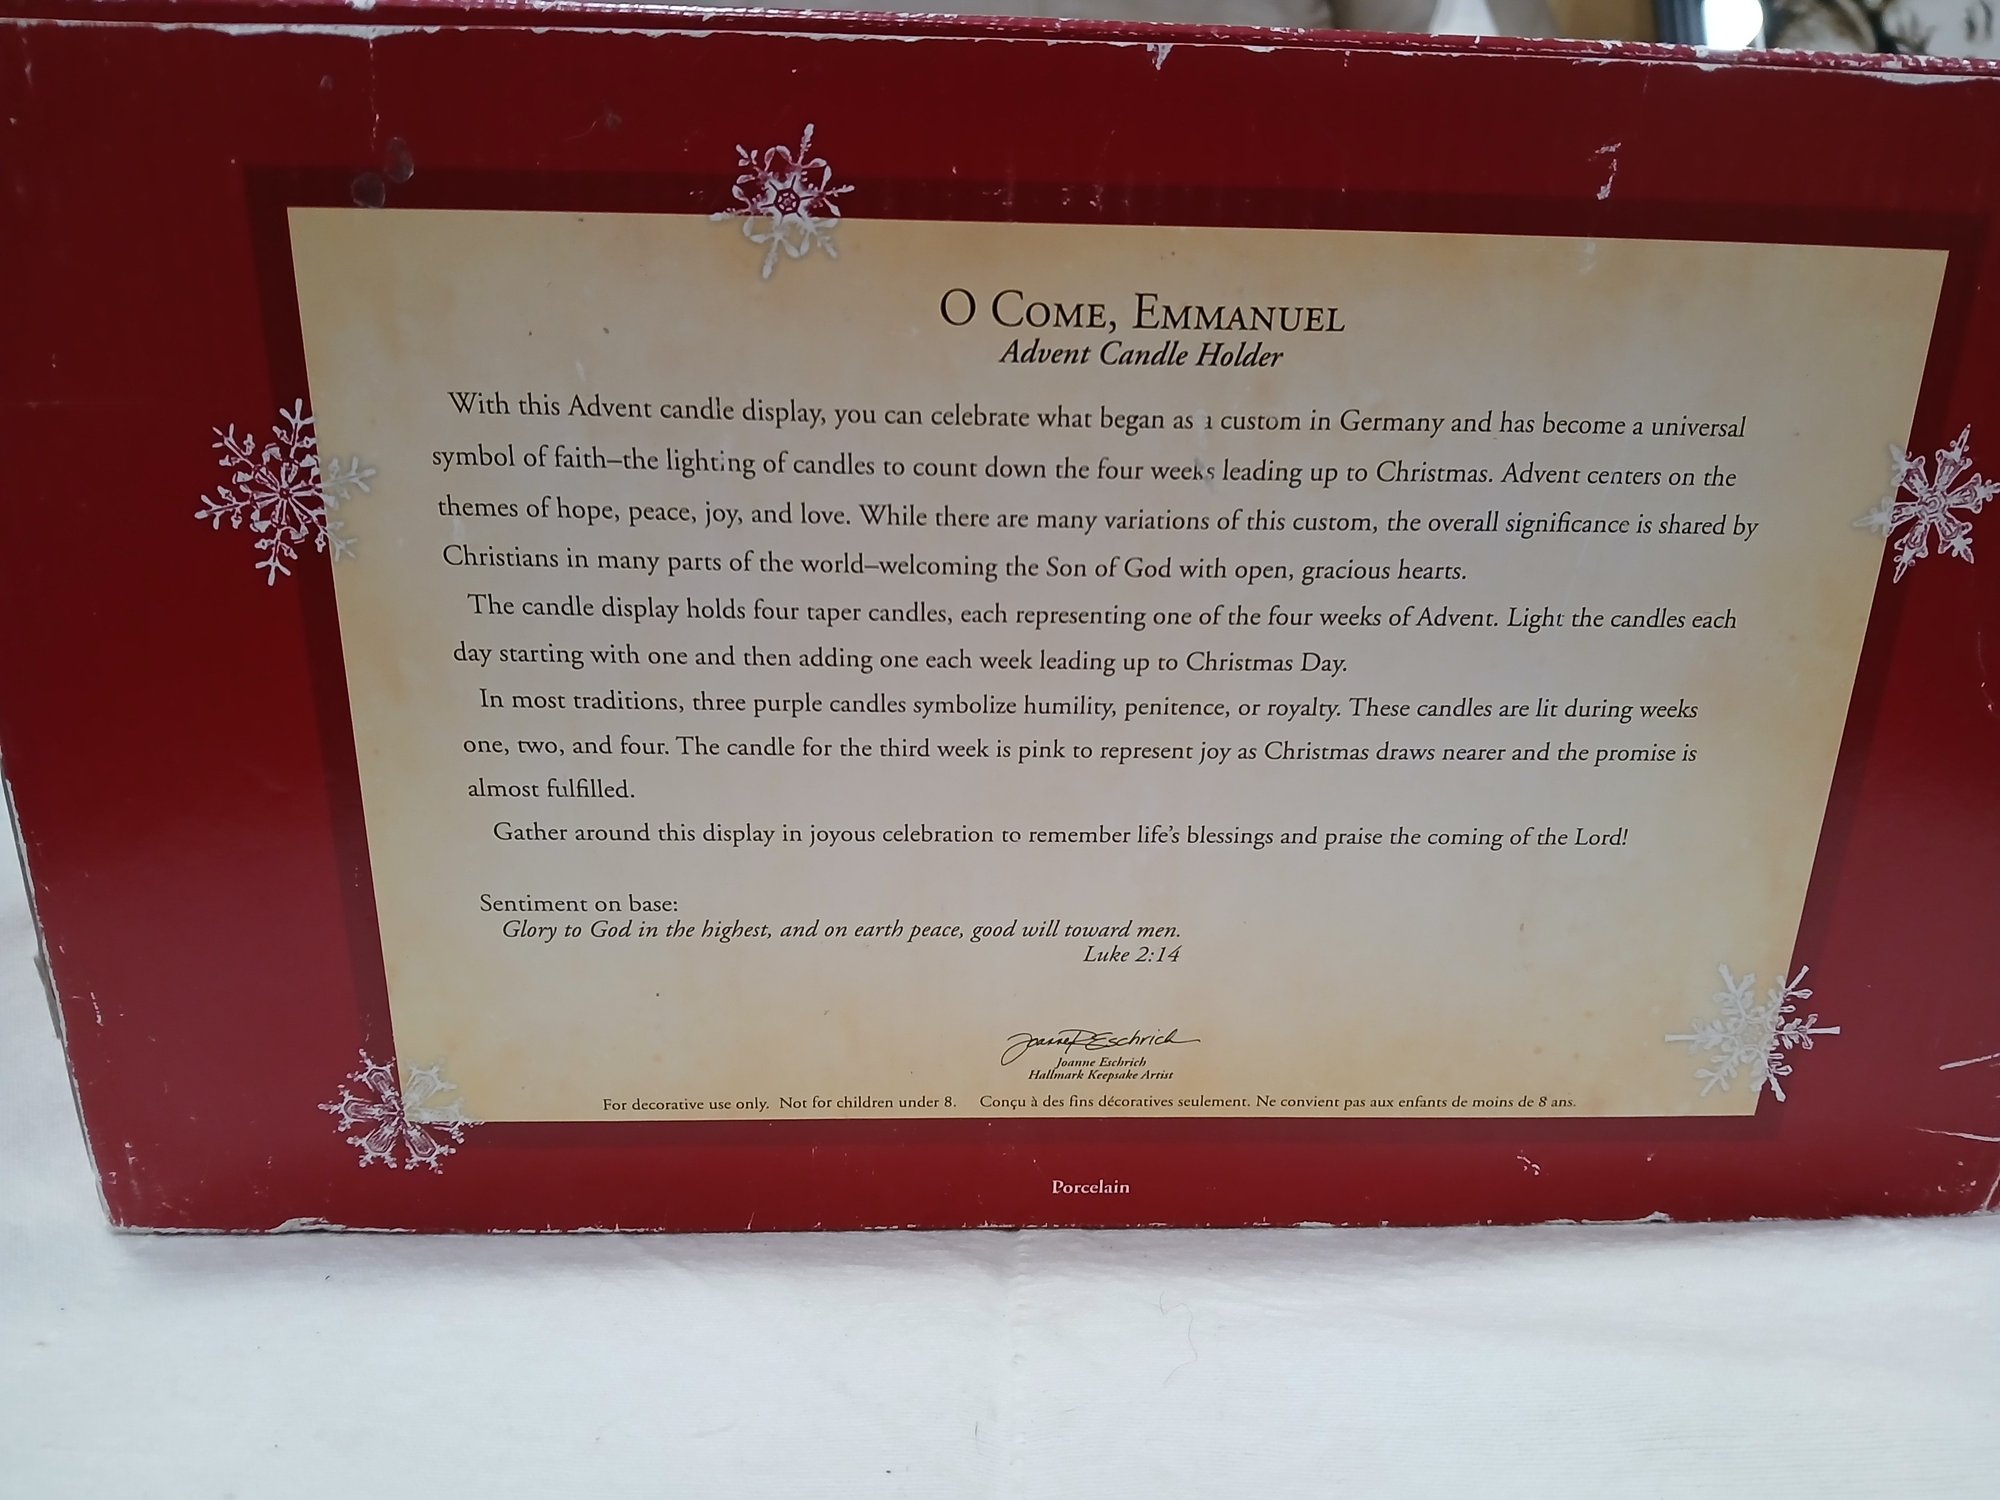 O Come, Emmanuel
Advent Candle Holder
With this Advent candle display, you can celebrate what began as a custom in Germany and has become a universal
symbol of faith–the lighting of candles to count down the four weeks leading up to Christmas. Advent centers on the
themes of hope, peace, joy, and love. While there are many variations of this custom, the overall significance is shared by
Christians in many parts of the world–welcoming the Son of God with open, gracious hearts.
The candle display holds four taper candles, each representing one of the four weeks of Advent. Light the candles each
day starting with one and then adding one each week leading up to Christmas Day.
In most traditions, three purple candles symbolize humility, penitence, or royalty. These candles are lit during weeks
one, two, and four. The candle for the third week is pink to represent joy as Christmas draws nearer and the promise is
almost fulfilled.
Gather around this display in joyous celebration to remember life's blessings and praise the coming of the Lord!
Sentiment on base:
Glory to God in the highest, and on earth peace, good will toward men.
Luke 2:14
Joanne Eschrich
Joanne Eschrich
Hallmark Keepsake Artist
For decorative use only. Not for children under 8. Conçu à des fins décoratives seulement. Ne convient pas aux enfants de moins de 8 ans.
Porcelain